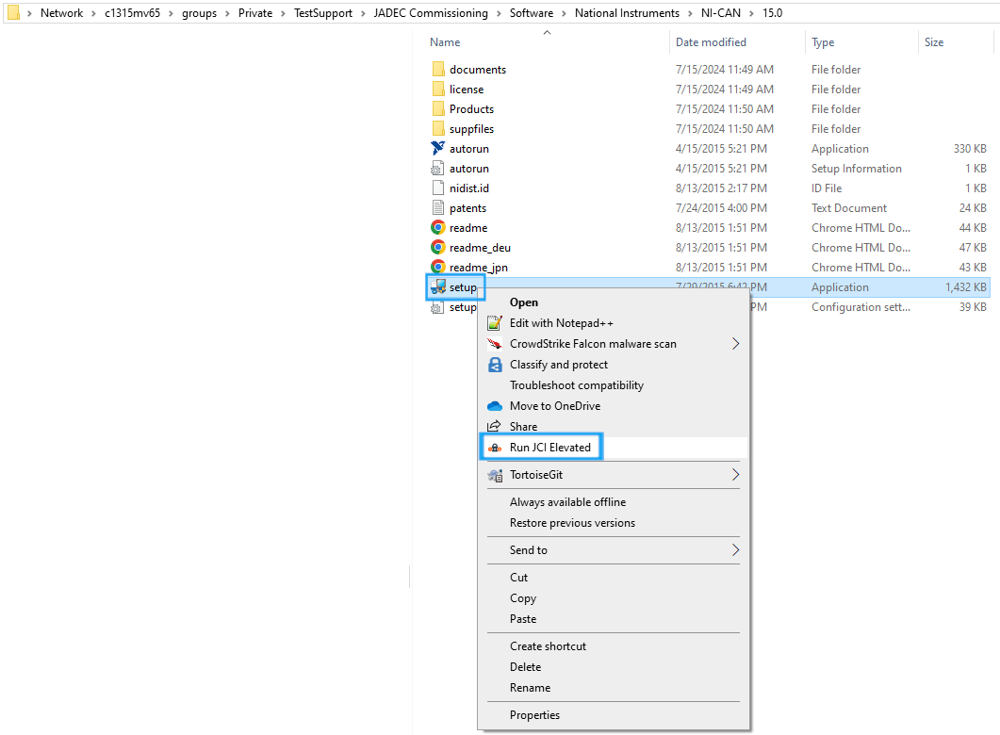 Network > c1315mv65 > groups > Private > TestSupport > JADEC Commissioning > Software > National Instruments > NI-CAN > 15.0
Name Date modified Type Size
documents 7/15/2024 11:49 AM File folder
license 7/15/2024 11:49 AM File folder
Products 7/15/2024 11:50 AM File folder
suppfiles 7/15/2024 11:50 AM File folder
autorun 4/15/2015 5:21 PM Application 330 KB
autorun 4/15/2015 5:21 PM Setup Information 1 KB
nidist.id 8/13/2015 2:17 PM ID File 1 KB
patents 7/24/2015 4:00 PM Text Document 24 KB
readme 8/13/2015 1:51 PM Chrome HTML Do... 44 KB
readme_deu 8/13/2015 1:51 PM Chrome HTML Do... 47 KB
readme_jpn 8/13/2015 1:51 PM Chrome HTML Do... 43 KB
setup 7/29/2015 6:42 PM Application 1,432 KB
setup PM Configuration sett... 39 KB
Open
Edit with Notepad++
CrowdStrike Falcon malware scan
Classify and protect
Troubleshoot compatibility
Move to OneDrive
Share
Run JCI Elevated
TortoiseGit
Always available offline
Restore previous versions
Send to
Cut
Copy
Paste
Create shortcut
Delete
Rename
Properties